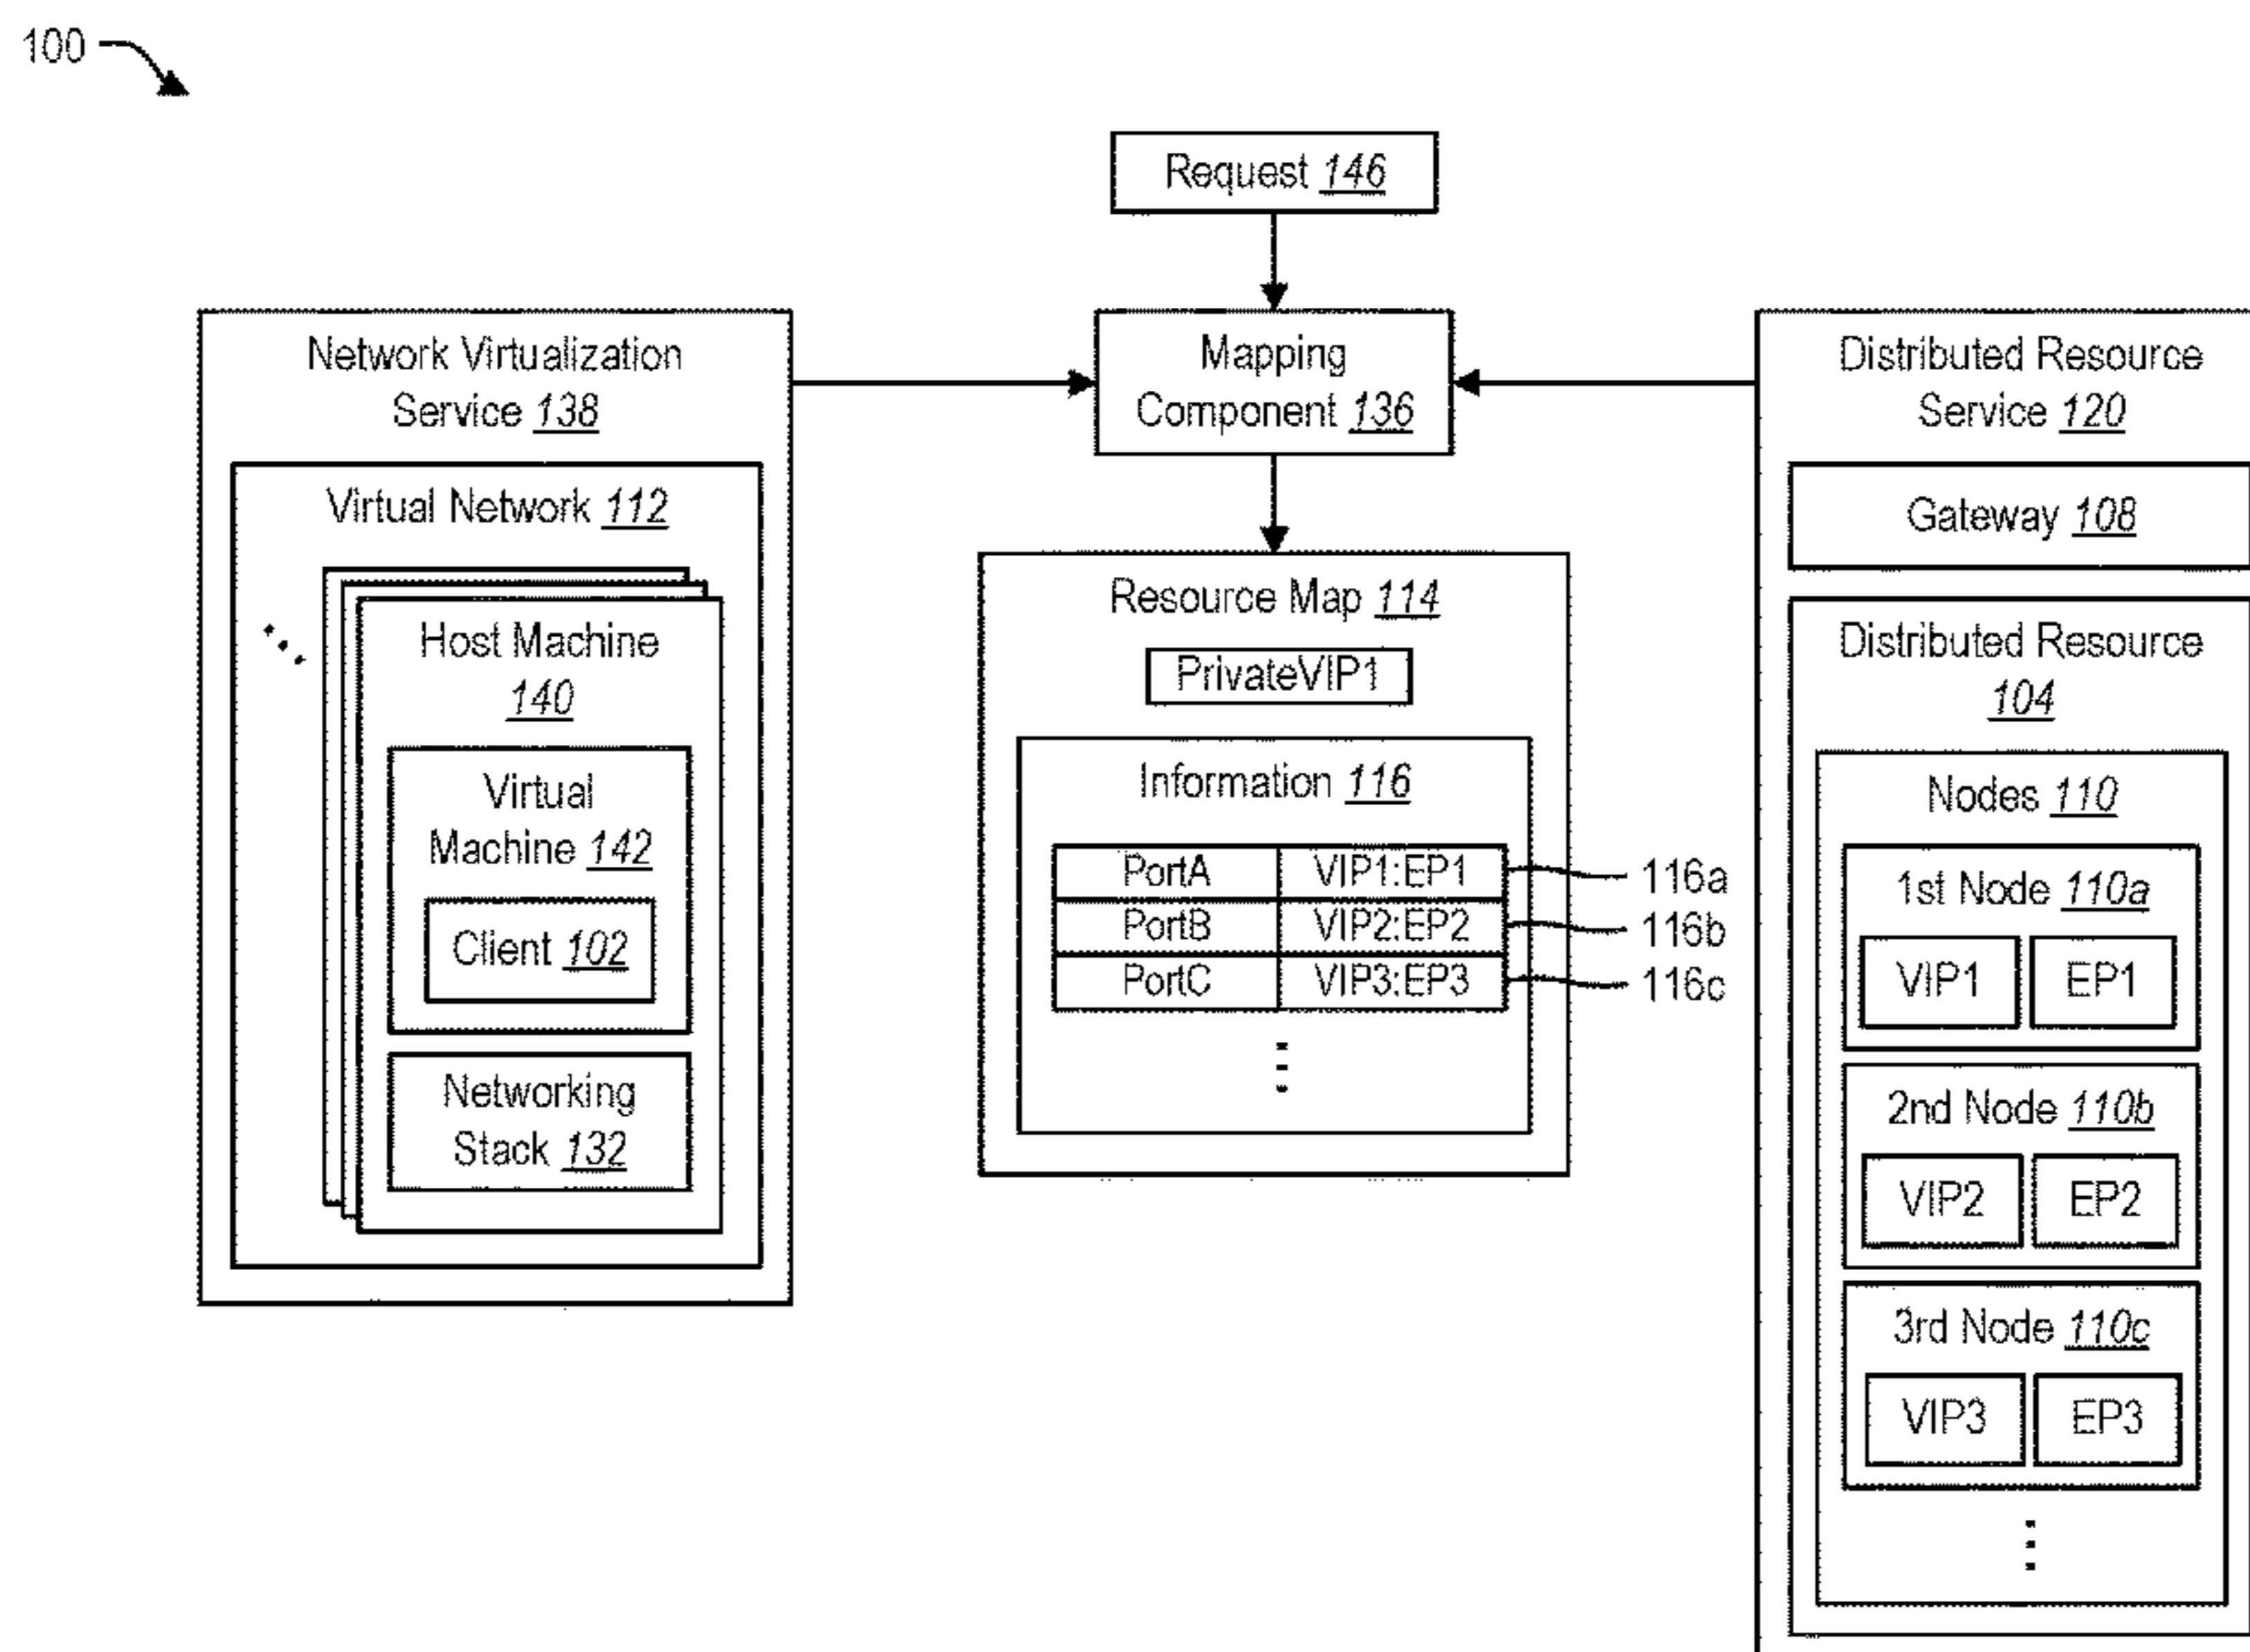 100
Request 146
Network Virtualization
Service 138
Virtual Network 112
Host Machine
140
Virtual
Machine 142
Client 102
Networking
Stack 132
Mapping
Component 136
Resource Map 114
PrivateVIP1
Information 116
PortA VIP1:EP1 116a
PortB VIP2:EP2 116b
PortC VIP3:EP3 116c
Distributed Resource
Service 120
Gateway 108
Distributed Resource
104
Nodes 110
1st Node 110a
VIP1 EP1
2nd Node 110b
VIP2 EP2
3rd Node 110c
VIP3 EP3